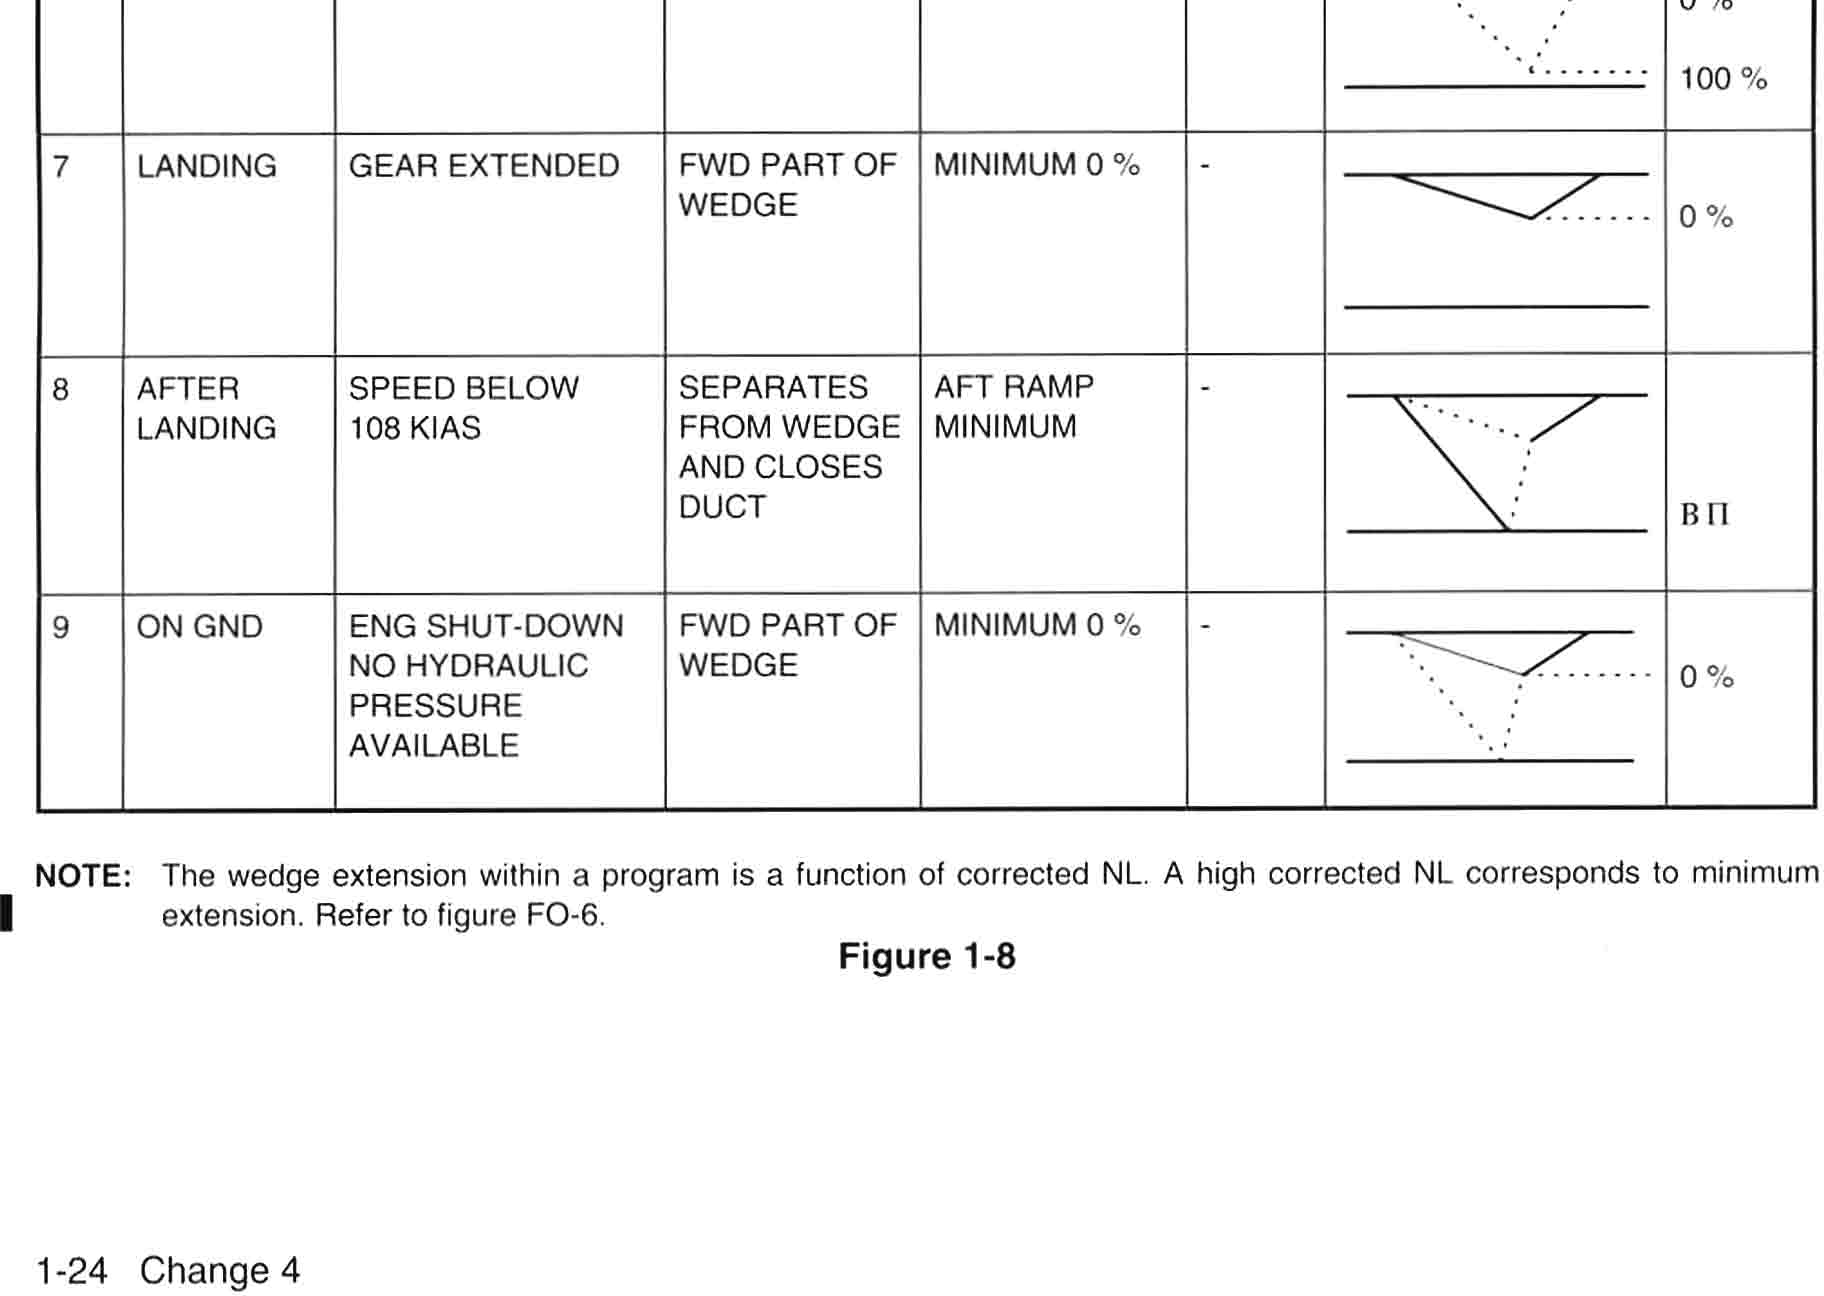 0 %
100 %
7 LANDING GEAR EXTENDED FWD PART OF MINIMUM 0 % -
WEDGE
0 %
8 AFTER SPEED BELOW SEPARATES AFT RAMP -
LANDING 108 KIAS FROM WEDGE MINIMUM
AND CLOSES
DUCT
ВП
9 ON GND ENG SHUT-DOWN FWD PART OF MINIMUM 0 % -
NO HYDRAULIC WEDGE 0 %
PRESSURE
AVAILABLE
NOTE: The wedge extension within a program is a function of corrected NL. A high corrected NL corresponds to minimum
extension. Refer to figure FO-6.
Figure 1-8
1-24 Change 4